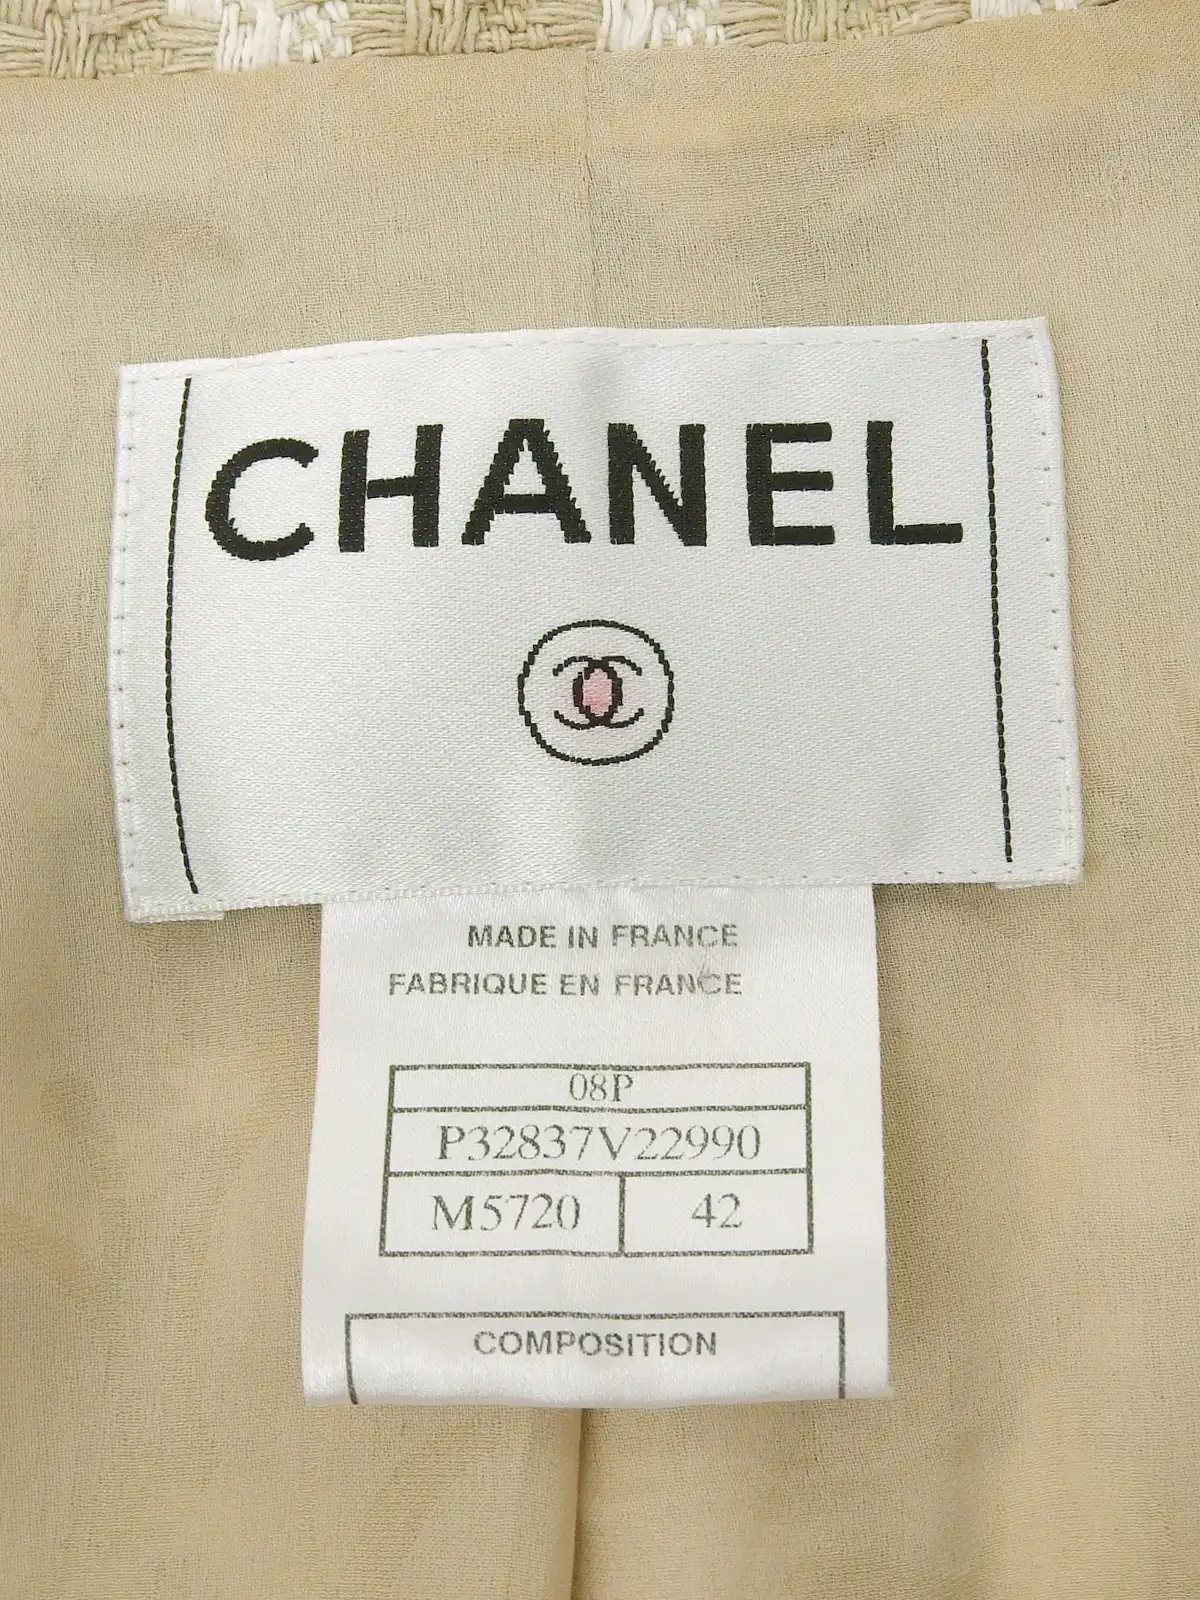 CHANEL
MADE IN FRANCE
FABRIQUE EN FRANCE
08P
P32837V22990
M5720 42
COMPOSITION